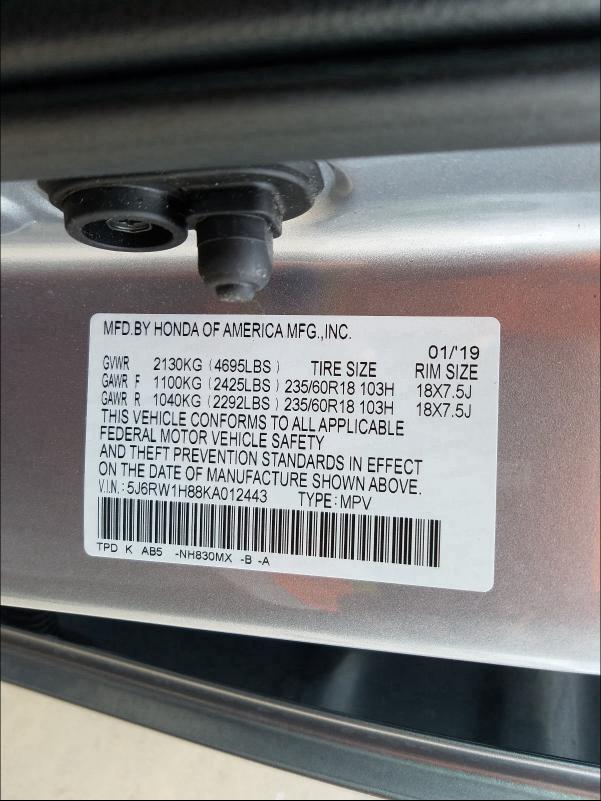 MFD.BY HONDA OF AMERICA MFG.,INC.
01/'19
GVWR 2130KG (4695LBS) TIRE SIZE RIM SIZE
GAWR F 1100KG (2425LBS) 235/60R18 103H 18X7.5J
GAWR R 1040KG (2292LBS) 235/60R18 103H 18X7.5J
THIS VEHICLE CONFORMS TO ALL APPLICABLE
FEDERAL MOTOR VEHICLE SAFETY
AND THEFT PREVENTION STANDARDS IN EFFECT
ON THE DATE OF MANUFACTURE SHOWN ABOVE.
V.I.N.: 5J6RW1H88KA012443 TYPE: MPV
TPD K AB5 -NH830MX -B -A